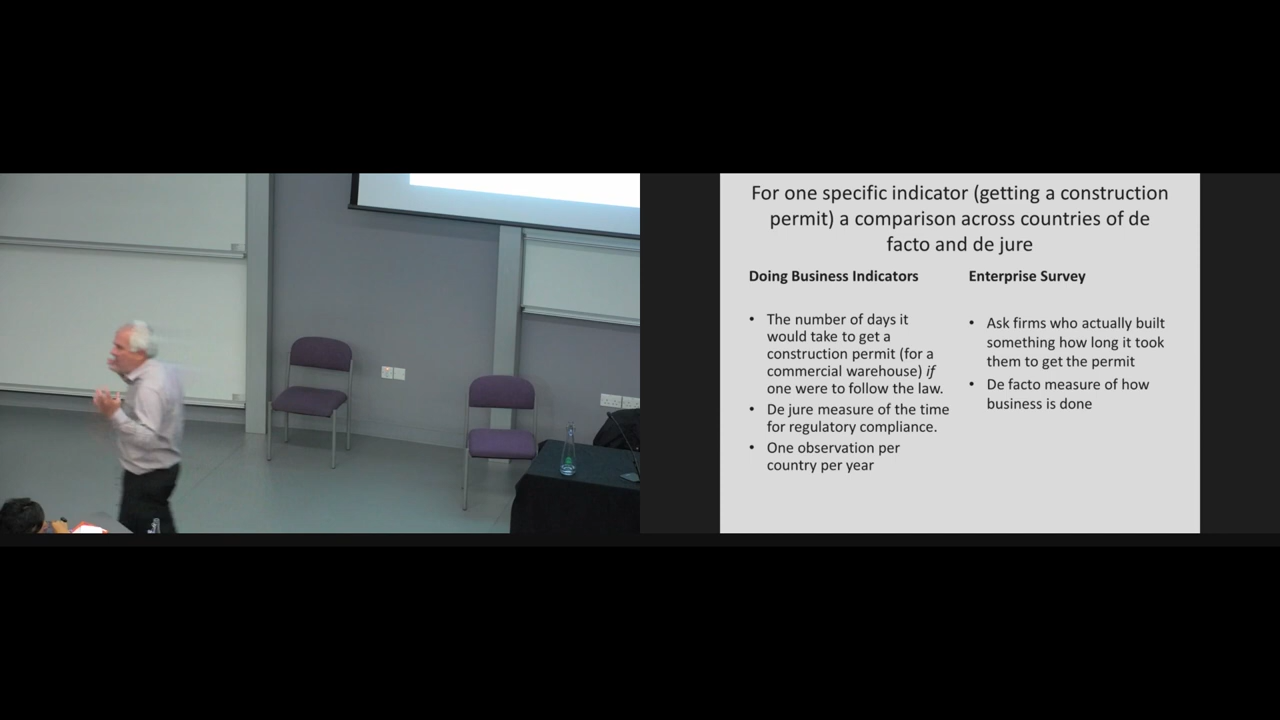 For one specific indicator (getting a construction
permit) a comparison across countries of de
facto and de jure
Doing Business Indicators
• The number of days it
would take to get a
construction permit (for a
commercial warehouse) if
one were to follow the law.
• De jure measure of the time
for regulatory compliance.
• One observation per
country per year
Enterprise Survey
• Ask firms who actually built
something how long it took
them to get the permit
• De facto measure of how
business is done